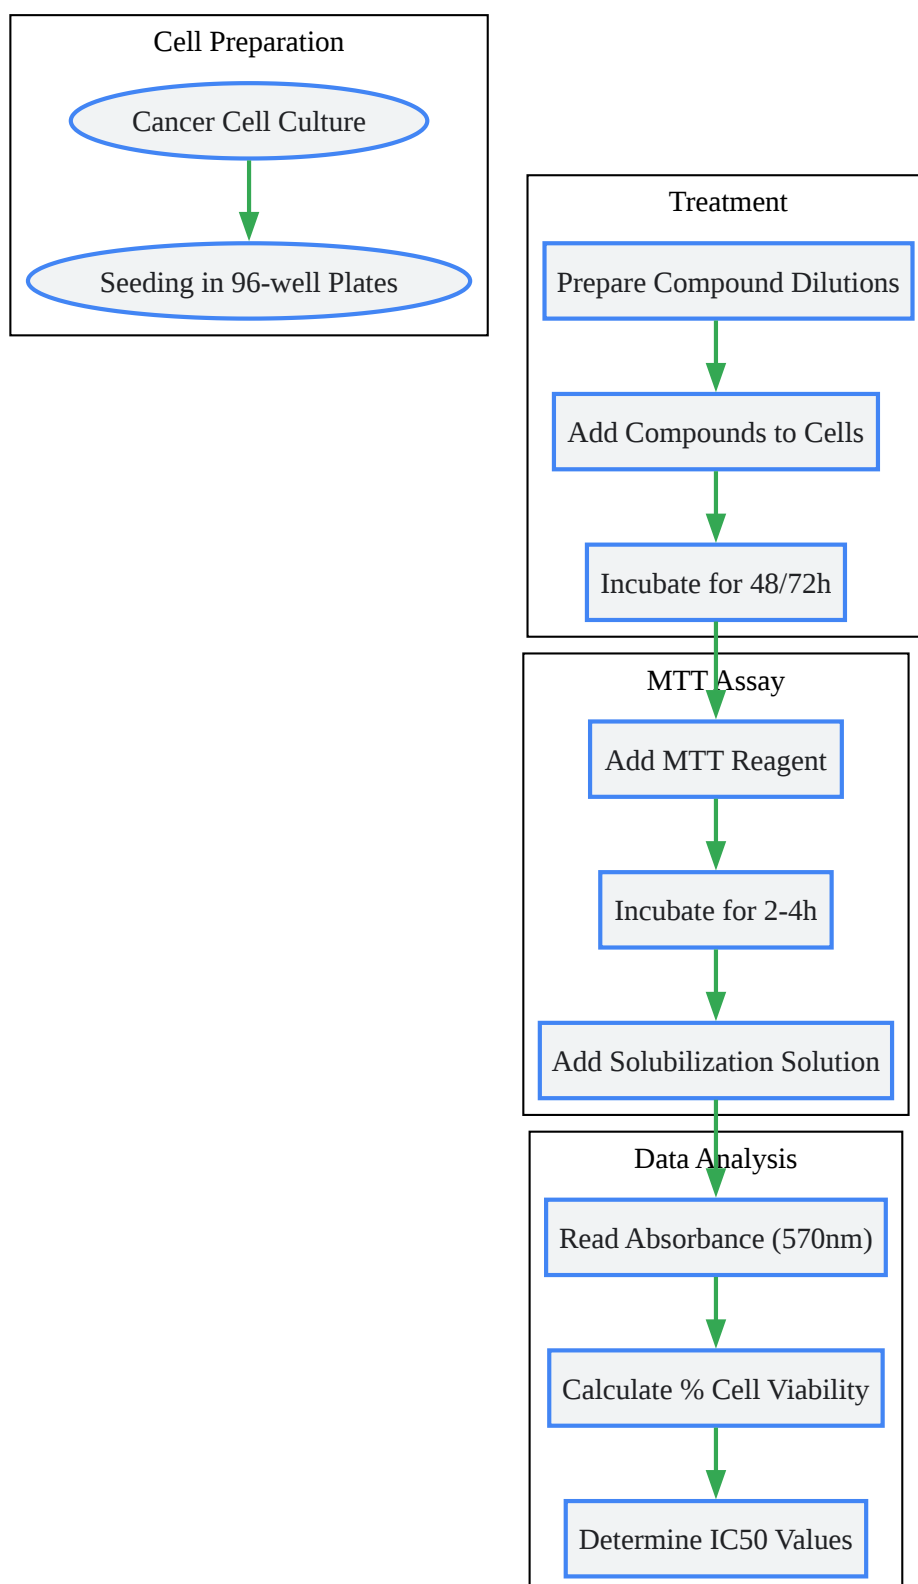 Cell Preparation
Cancer Cell Culture
Seeding in 96-well Plates
Treatment
Prepare Compound Dilutions
Add Compounds to Cells
Incubate for 48/72h
MTT Assay
Add MTT Reagent
Incubate for 2-4h
Add Solubilization Solution
Data Analysis
Read Absorbance (570nm)
Calculate % Cell Viability
Determine IC50 Values